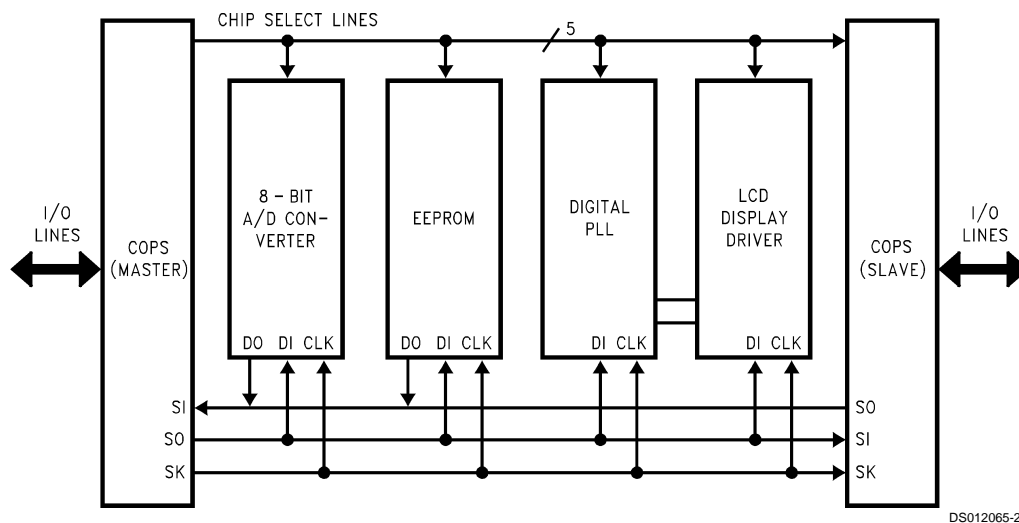 CHIP SELECT LINES
5
8-BIT
A/D CON-
VERTER
EEPROM
DIGITAL
PLL
LCD
DISPLAY
DRIVER
I/O
LINES
COPS
(MASTER)
COPS
(SLAVE)
I/O
LINES
DO DI CLK
DO DI CLK
DI CLK
DI CLK
SI
SO
SK
SO
SI
SK
DS012065-2